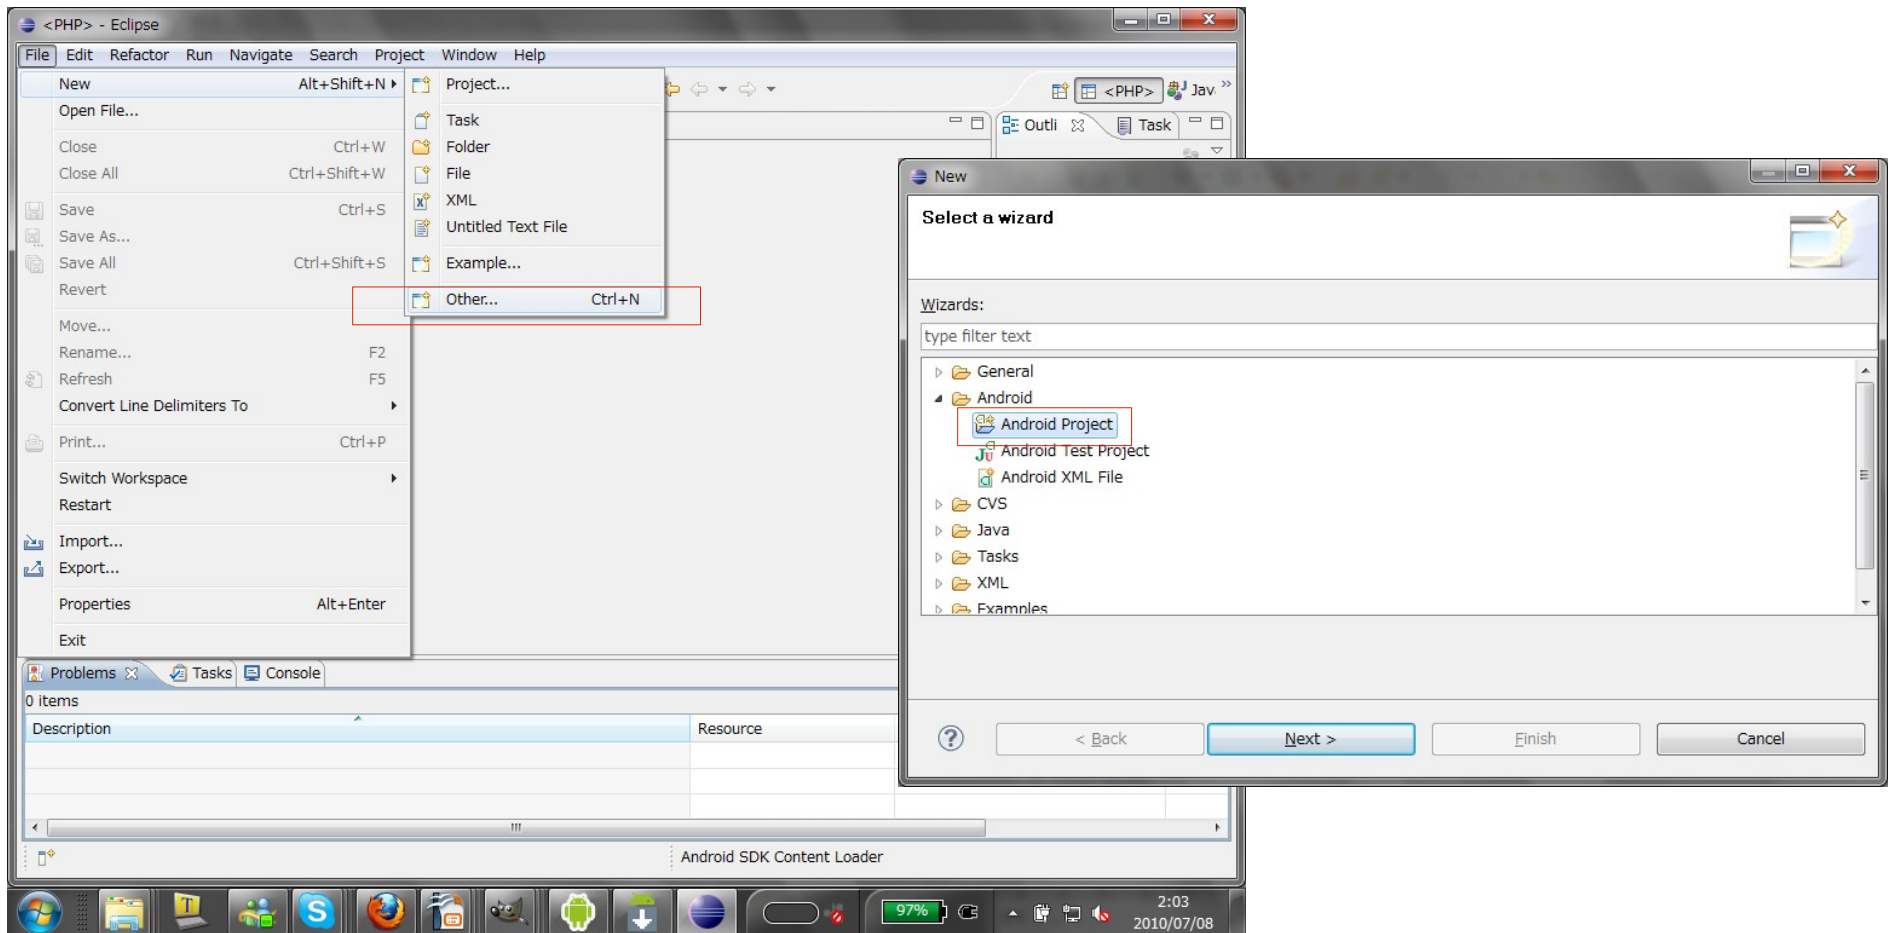 <PHP> - Eclipse
File Edit Refactor Run Navigate Search Project Window Help
New Alt+Shift+N
Open File...
Close Ctrl+W
Close All Ctrl+Shift+W
Save Ctrl+S
Save As...
Save All Ctrl+Shift+S
Revert
Move...
Rename... F2
Refresh F5
Convert Line Delimiters To
Print... Ctrl+P
Switch Workspace
Restart
Import...
Export...
Properties Alt+Enter
Exit
Project...
Task
Folder
File
XML
Untitled Text File
Example...
Other... Ctrl+N
<PHP> Jav
Outli Task
Problems Tasks Console
0 items
Description Resource
Android SDK Content Loader
97%
2:03
2010/07/08
New
Select a wizard
Wizards:
type filter text
General
Android
Android Project
Android Test Project
Android XML File
CVS
Java
Tasks
XML
Examples
< Back Next > Finish Cancel